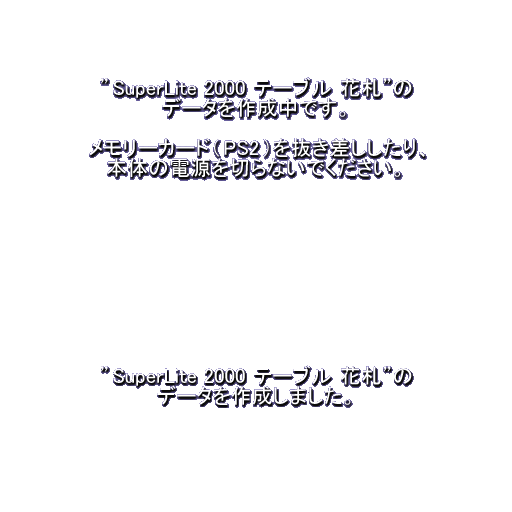 ”SuperLite 2000 テーブル 花札”の
データを作成中です。
メモリーカード（PS2）を抜き差ししたり、
本体の電源を切らないでください。
”SuperLite 2000 テーブル 花札”の
データを作成しました。